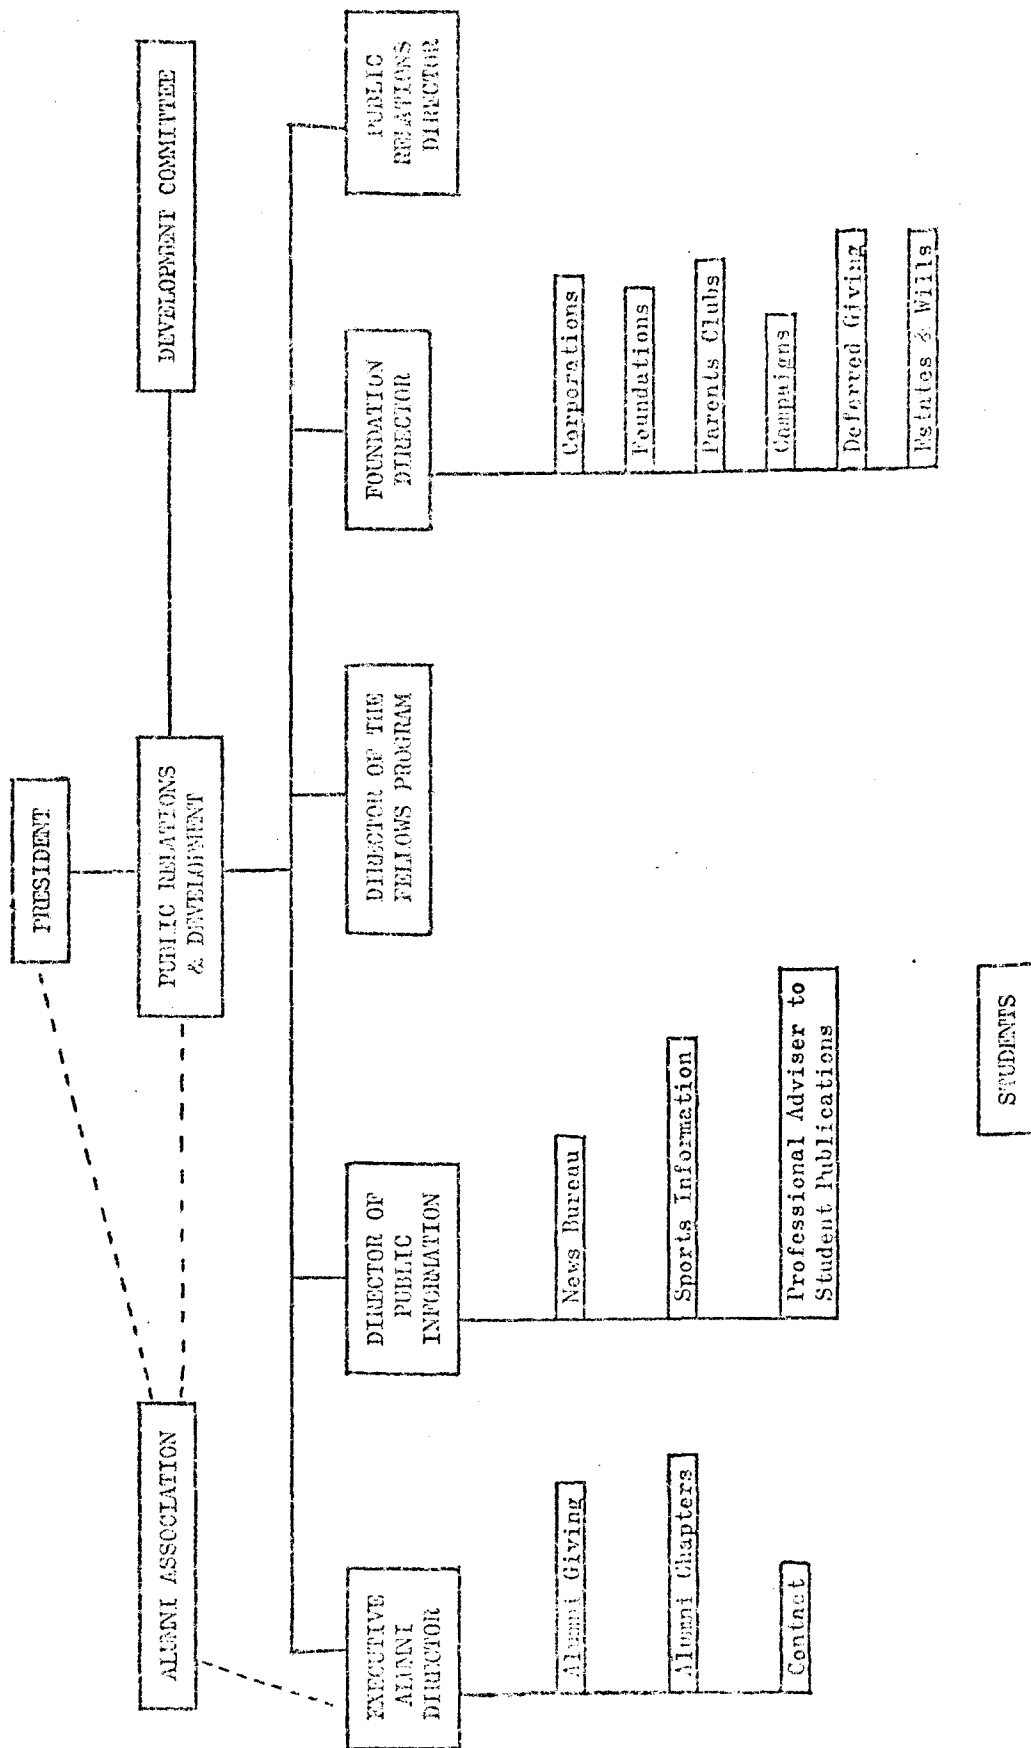 PRESIDENT
ALUMNI ASSOCIATION
PUBLIC RELATIONS
& DEVELOPMENT
DEVELOPMENT COMMITTEE
EXECUTIVE
ALUMNI
DIRECTOR
DIRECTOR OF
PUBLIC
INFORMATION
DIRECTOR OF THE
FELLOWS PROGRAM
FOUNDATION
DIRECTOR
PUBLIC
RELATIONS
DIRECTOR
Alumni Giving
Alumni Chapters
Contact
News Bureau
Sports Information
Professional Adviser to
Student Publications
Corporations
Foundations
Parents Clubs
Campaigns
Deferred Giving
Estates & Wills
STUDENTS